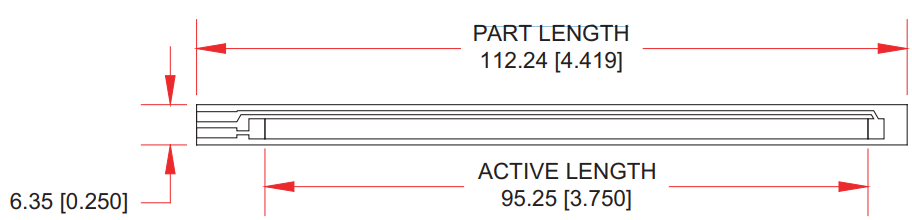 PART LENGTH
112.24 [4.419]
ACTIVE LENGTH
95.25 [3.750]
6.35 [0.250]